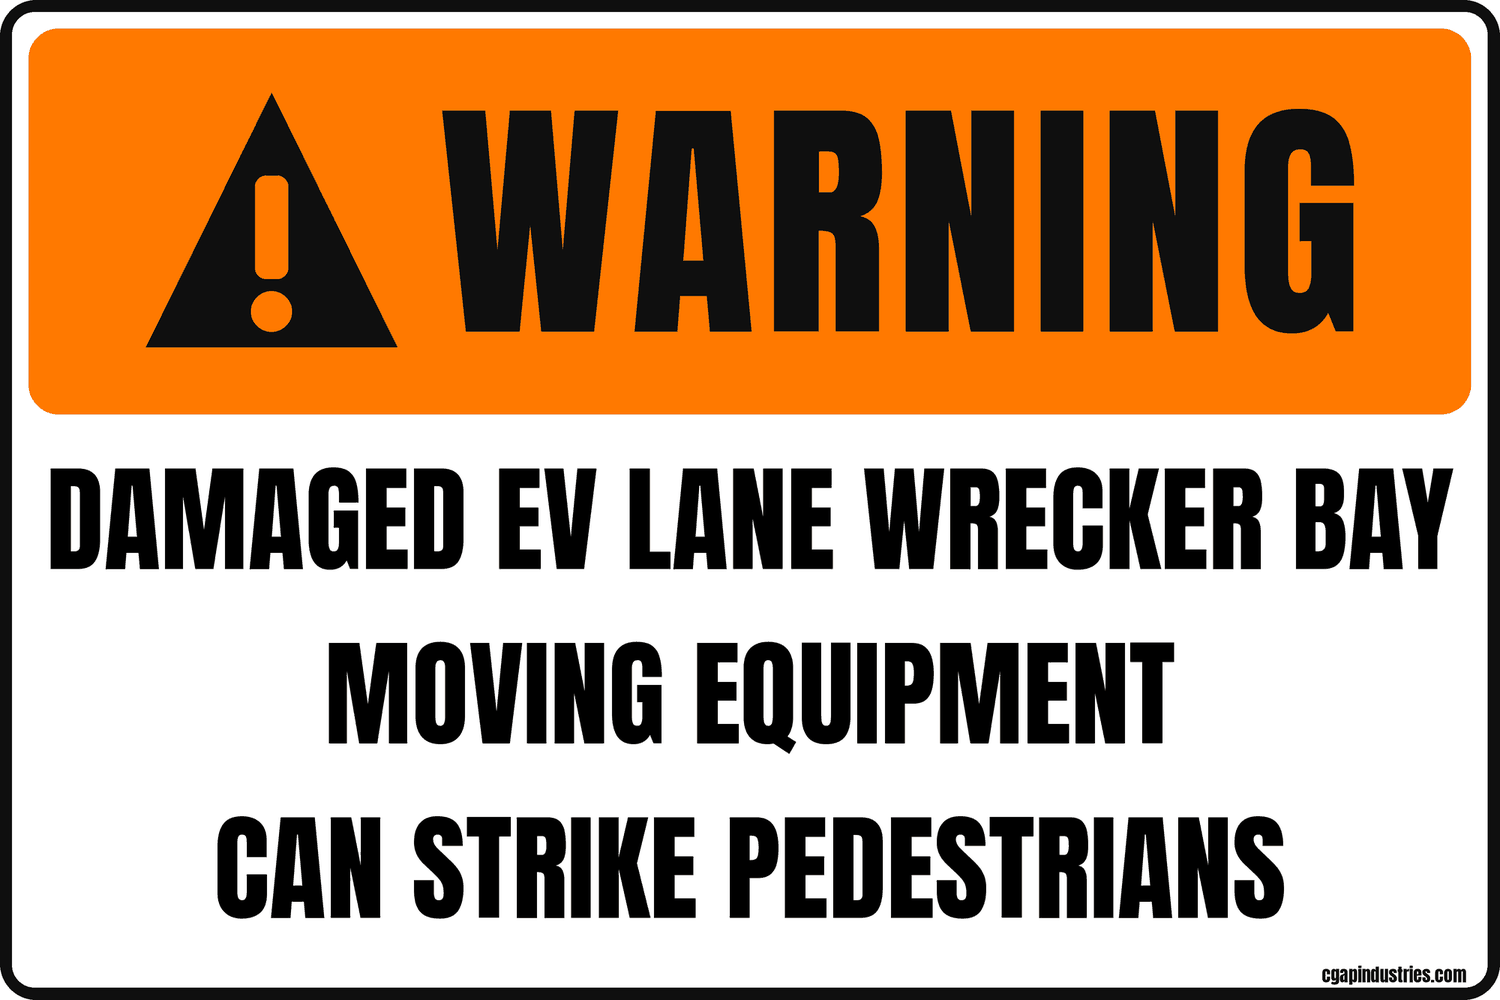 WARNING
DAMAGED EV LANE WRECKER BAY
MOVING EQUIPMENT
CAN STRIKE PEDESTRIANS
cgapindustries.com